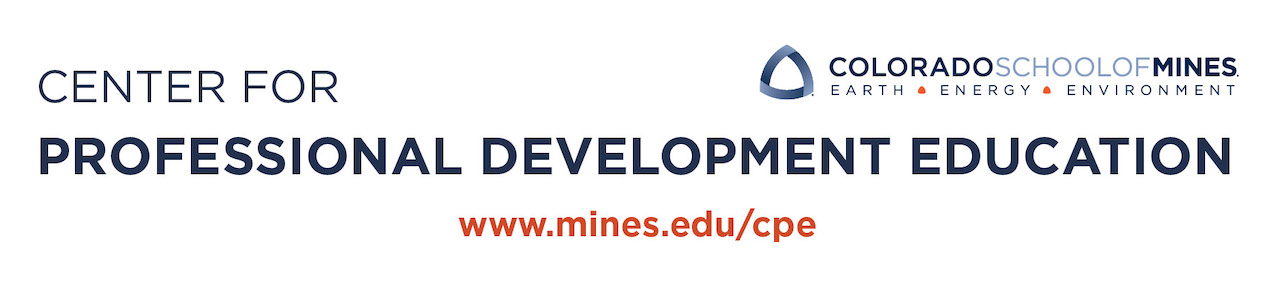 CENTER FOR
COLORADOSCHOOLOFMINES.
EARTH • ENERGY • ENVIRONMENT
PROFESSIONAL DEVELOPMENT EDUCATION
www.mines.edu/cpe